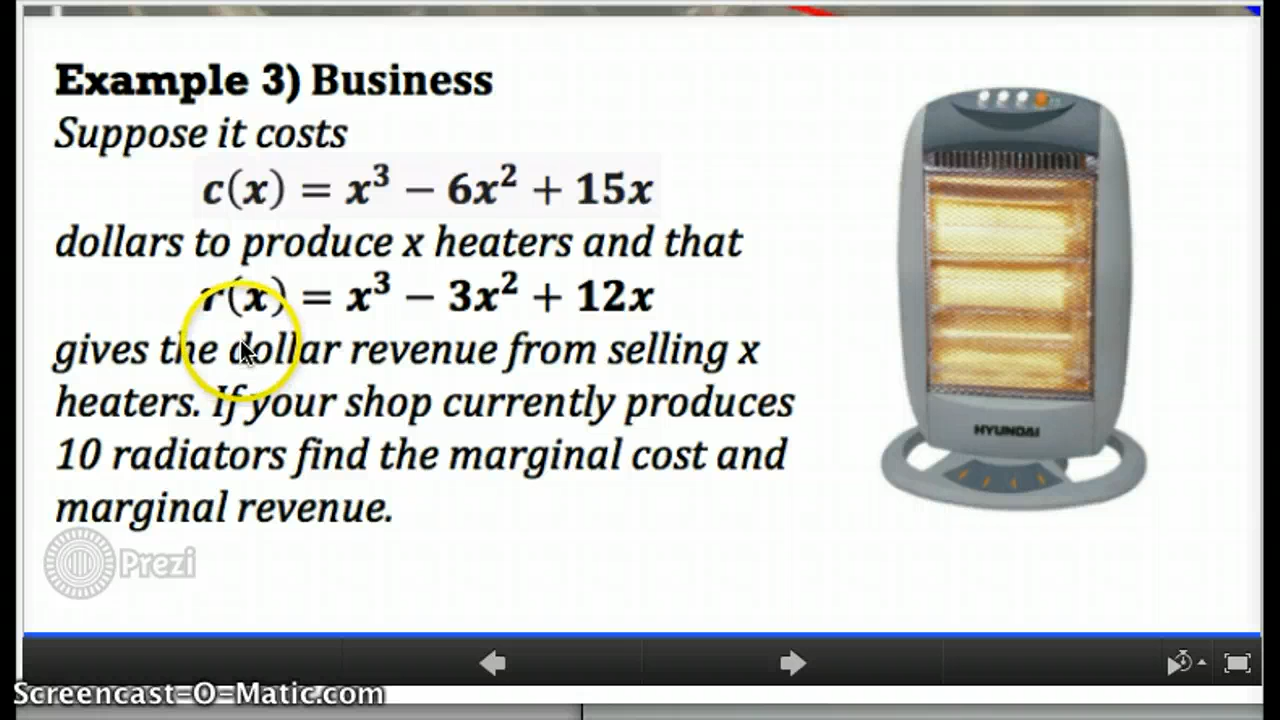 Example 3) Business
Suppose it costs
c(x) = x³ − 6x² + 15x
dollars to produce x heaters and that
r(x) = x³ − 3x² + 12x
gives the dollar revenue from selling x
heaters. If your shop currently produces
10 radiators find the marginal cost and
marginal revenue.
HYUNDAI
Prezi
Screencast-O-Matic.com